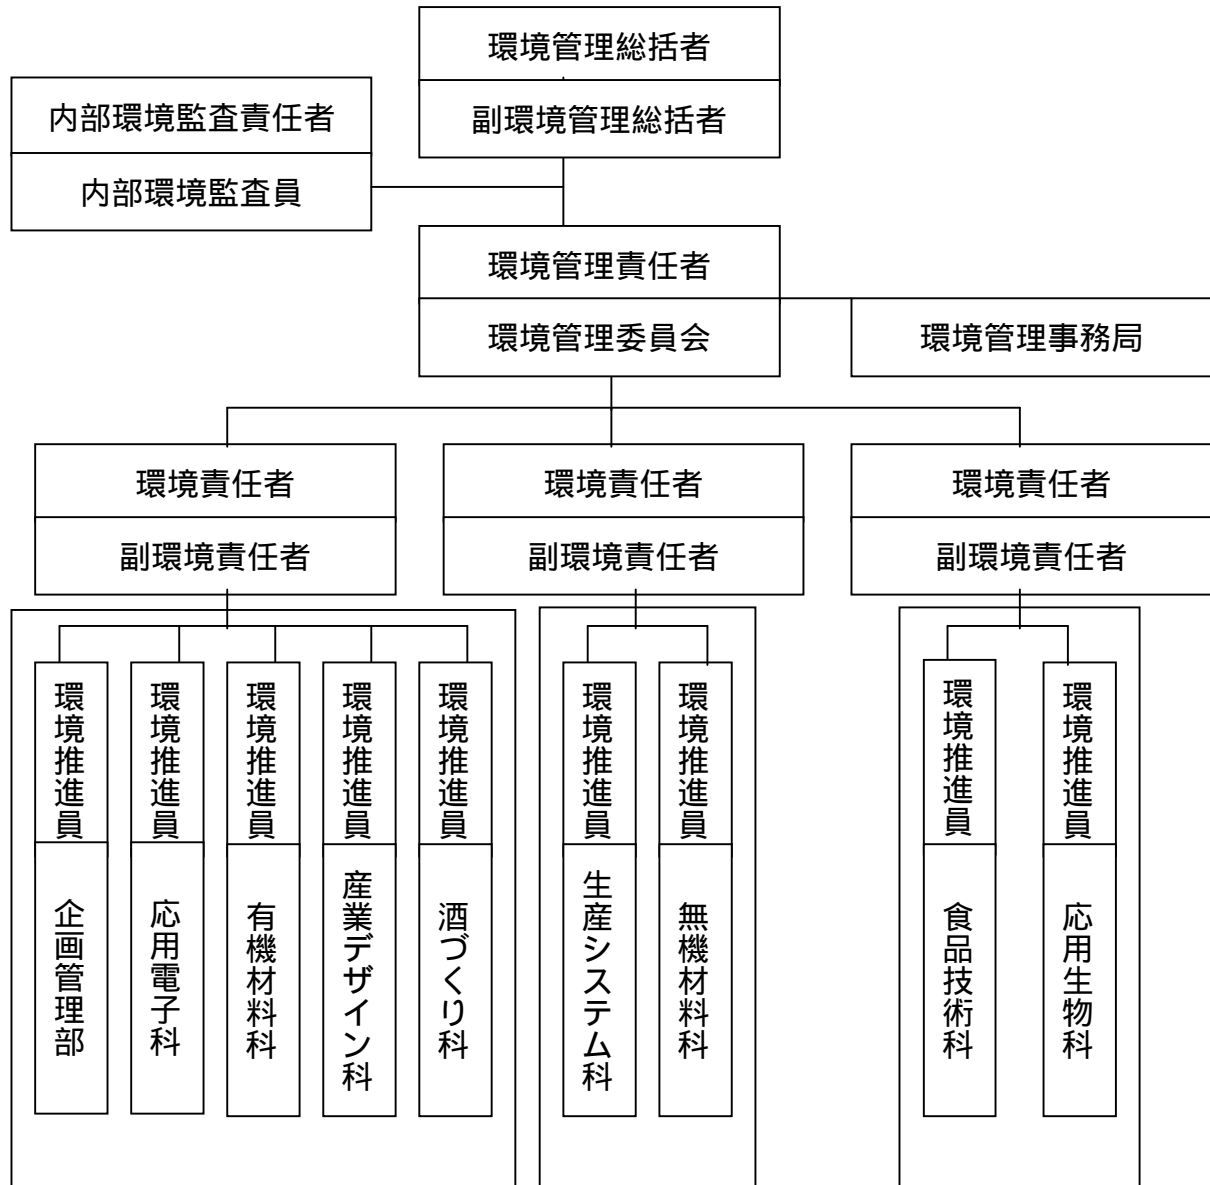 環境管理総括者
副環境管理総括者
内部環境監査責任者
内部環境監査員
環境管理責任者
環境管理委員会
環境管理事務局
環境責任者
副環境責任者
環境責任者
副環境責任者
環境責任者
副環境責任者
環境推進員
企画管理部
環境推進員
応用電子科
環境推進員
有機材料科
環境推進員
産業デザイン科
環境推進員
酒づくり科
環境推進員
生産システム科
環境推進員
無機材料科
環境推進員
食品技術科
環境推進員
応用生物科